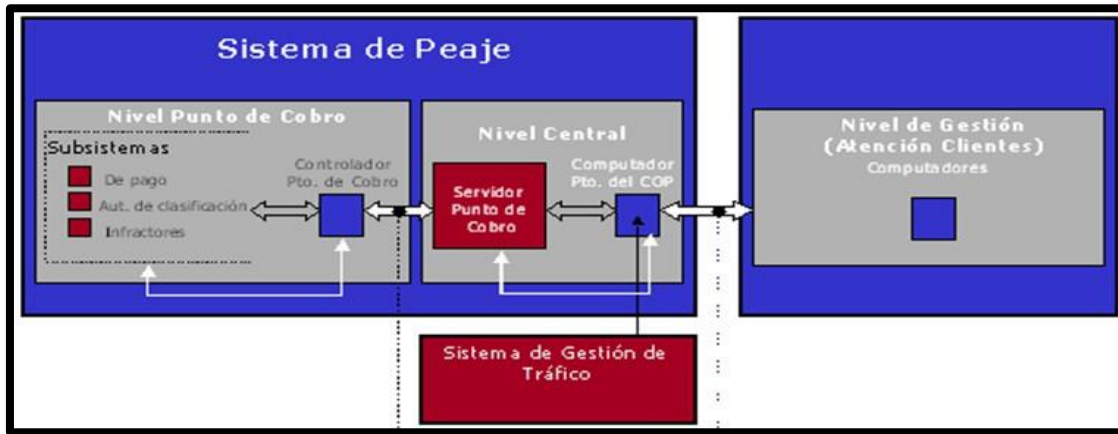 Sistema de Peaje
Nivel Punto de Cobro
Subsistemas
De pago
Aut. de clasificación
Infractores
Controlador
Pto. de Cobro
Nivel Central
Servidor
Punto de
Cobro
Computador
Pto. del COP
Nivel de Gestión
(Atención Clientes)
Computadores
Sistema de Gestión de
Tráfico